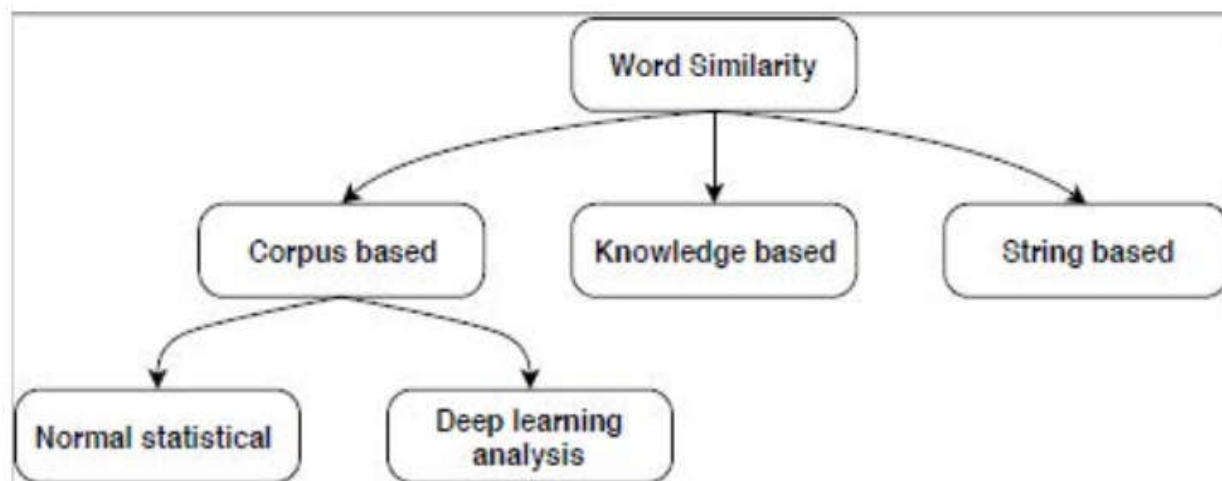 Word Similarity
Corpus based
Knowledge based
String based
Normal statistical
Deep learning
analysis